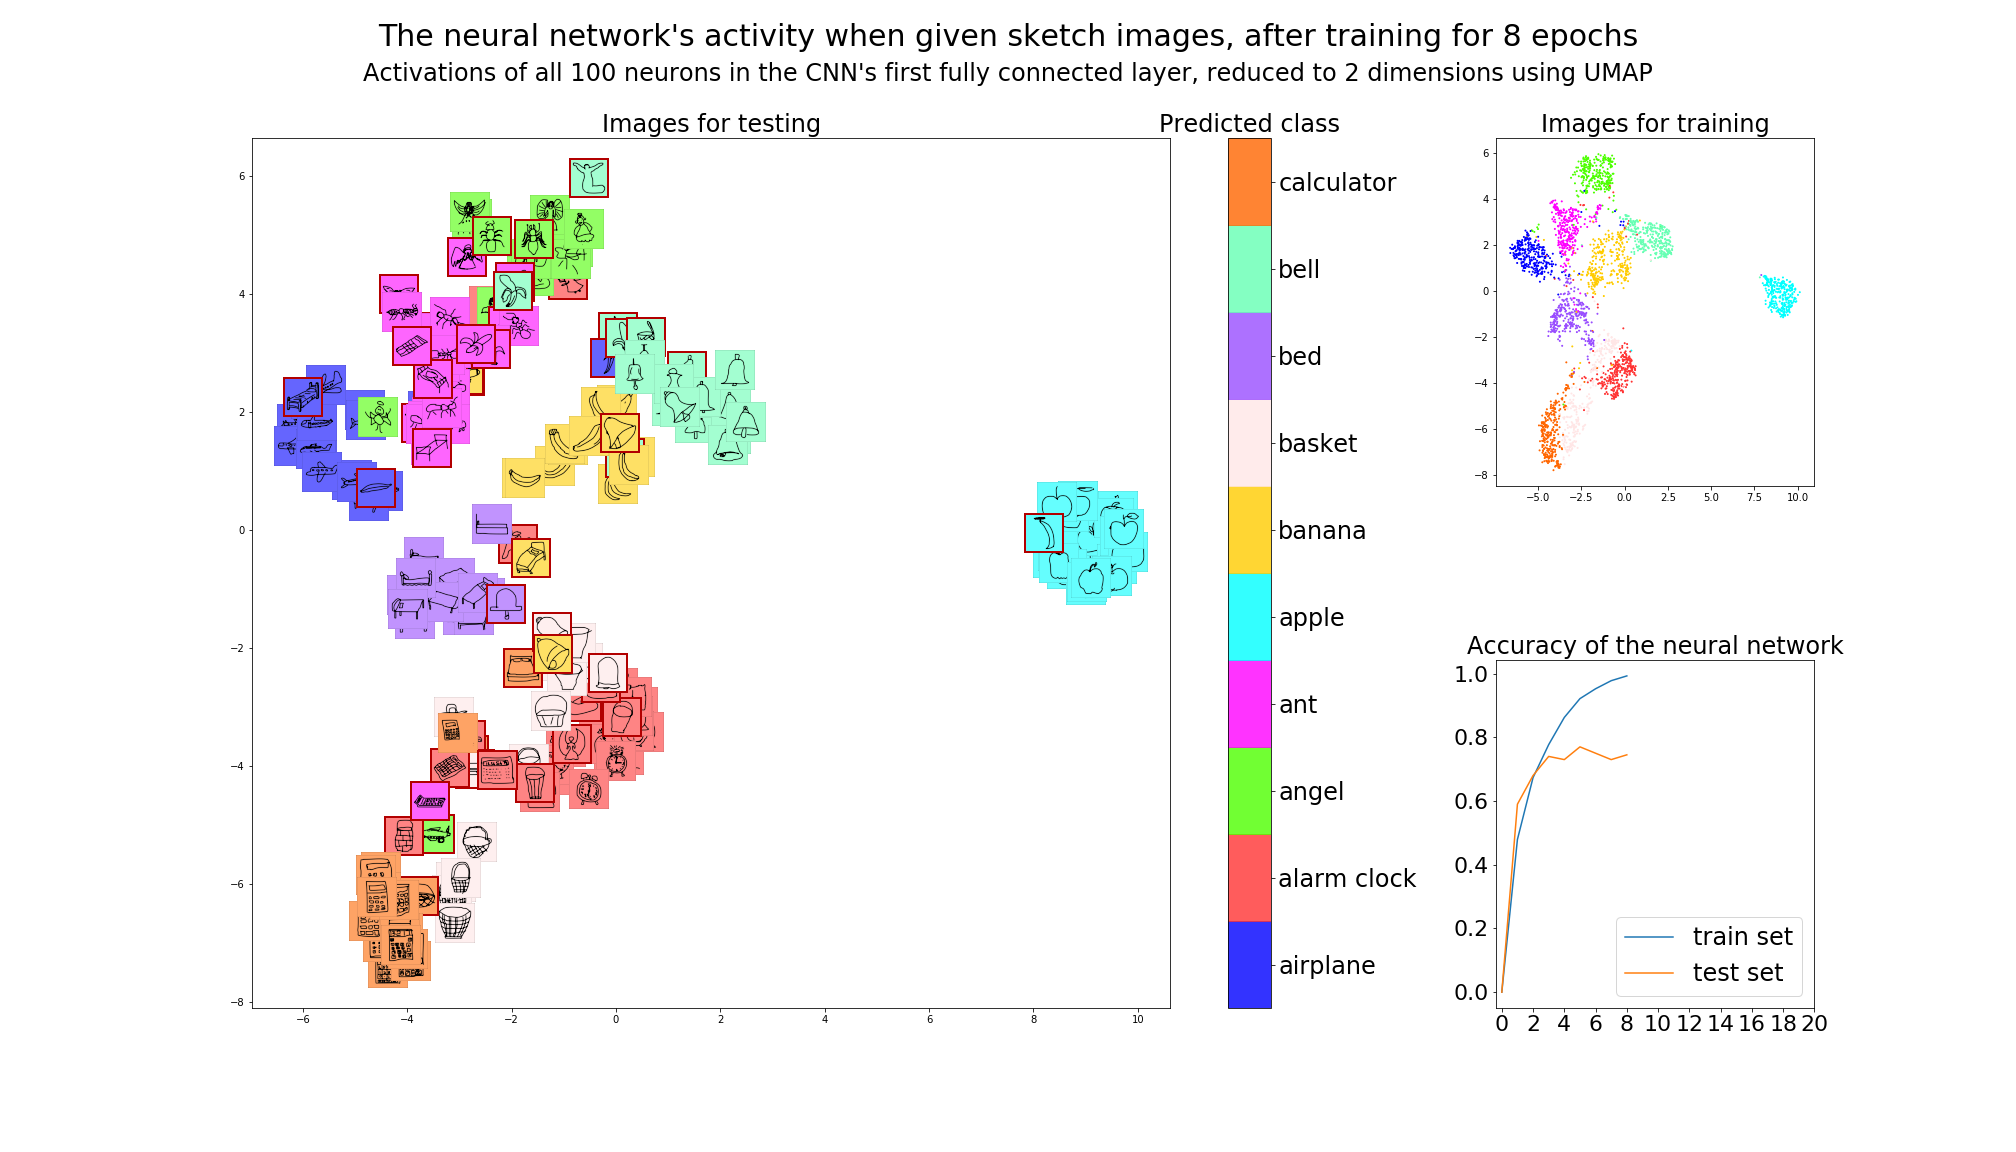 The neural network's activity when given sketch images, after training for 8 epochs
Activations of all 100 neurons in the CNN's first fully connected layer, reduced to 2 dimensions using UMAP
Images for testing
6
4
2
0
−2
−4
−6
−8
−6 −4 −2 0 2 4 6 8 10
Predicted class
calculator
bell
bed
basket
banana
apple
ant
angel
alarm clock
airplane
Images for training
6
4
2
0
−2
−4
−6
−8
−5.0 −2.5 0.0 2.5 5.0 7.5 10.0
Accuracy of the neural network
1.0
0.8
0.6
0.4
0.2
0.0
train set
test set
0 2 4 6 8 10 12 14 16 18 20